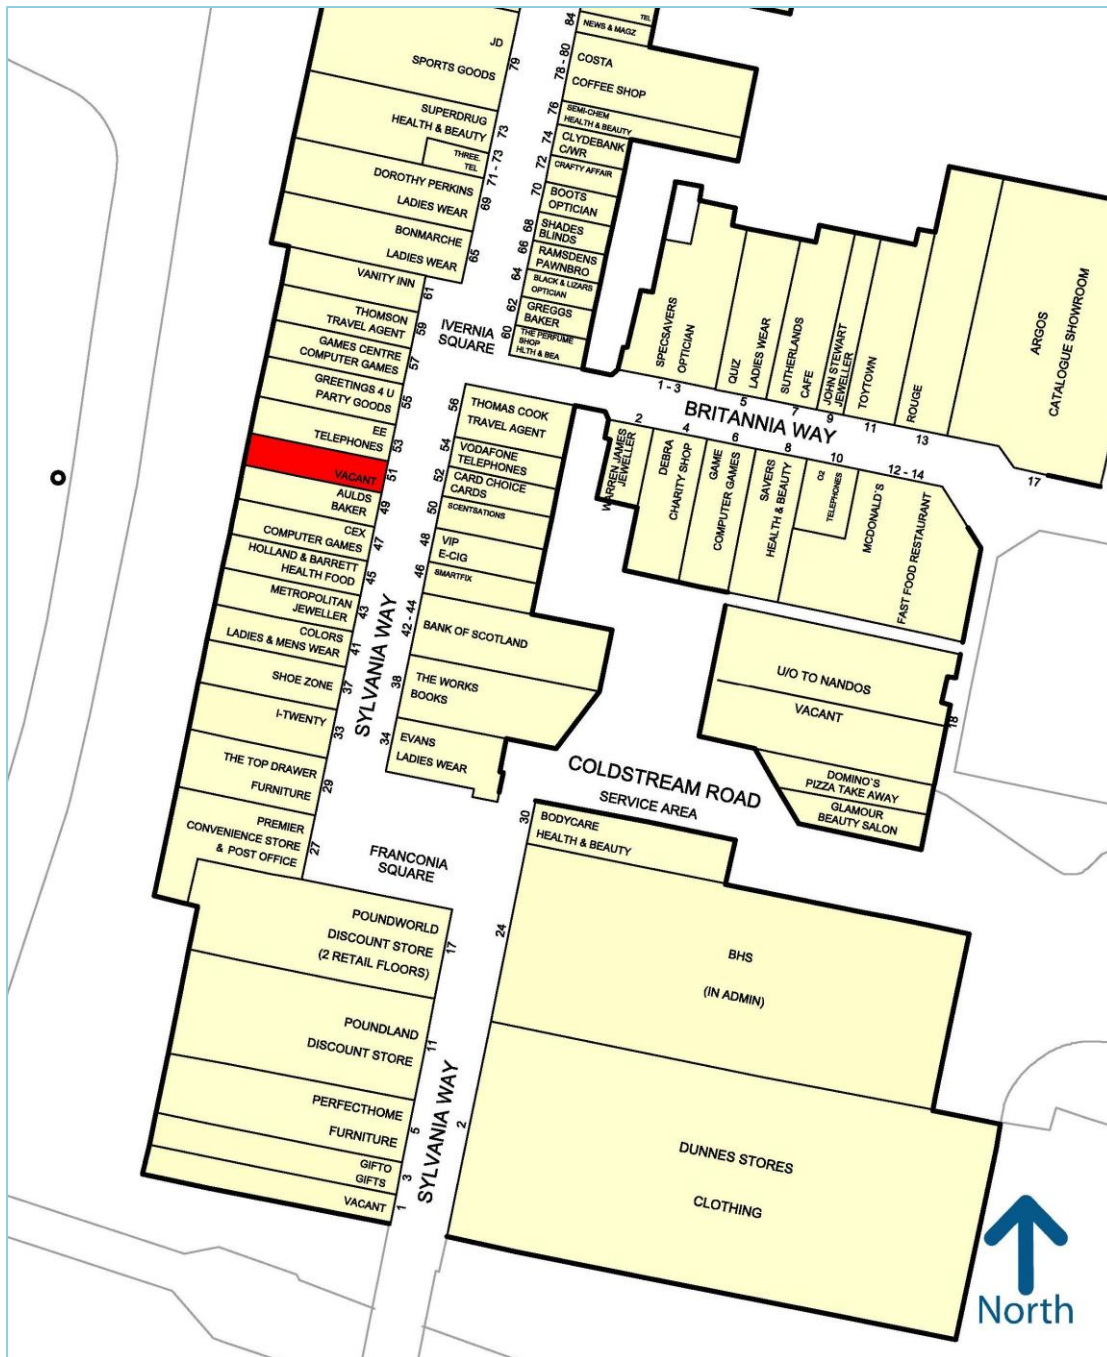 JD
SPORTS GOODS
79
SUPERDRUG
HEALTH & BEAUTY
73
THREE.
TEL
71 - 73
DOROTHY PERKINS
LADIES WEAR
69
BONMARCHE
LADIES WEAR
65
VANITY INN
61
THOMSON
TRAVEL AGENT
59
GAMES CENTRE
COMPUTER GAMES
57
GREETINGS 4 U
PARTY GOODS
55
EE
TELEPHONES
53
VACANT
51
AULDS
BAKER
49
CEX
COMPUTER GAMES
47
HOLLAND & BARRETT
HEALTH FOOD
45
METROPOLITAN
JEWELLER
43
COLORS
LADIES & MENS WEAR
41
SHOE ZONE
37
I-TWENTY
33
THE TOP DRAWER
FURNITURE
29
PREMIER
CONVENIENCE STORE
& POST OFFICE
27
POUNDWORLD
DISCOUNT STORE
(2 RETAIL FLOORS)
17
POUNDLAND
DISCOUNT STORE
11
PERFECTHOME
FURNITURE
5
GIFTO
GIFTS
3
VACANT
1
TEL
84
NEWS & MAGZ
78 - 80
COSTA
COFFEE SHOP
76
SEMI-CHEM
HEALTH & BEAUTY
74
CLYDEBANK
C/WR
72
CRAFTY AFFAIR
70
BOOTS
OPTICIAN
68
SHADES
BLINDS
66
RAMSDENS
PAWNBRO
64
BLACK & LIZARS
OPTICIAN
62
GREGGS
BAKER
60
THE PERFUME
SHOP
HLTH & BEA
IVERNIA
SQUARE
56
THOMAS COOK
TRAVEL AGENT
54
VODAFONE
TELEPHONES
52
CARD CHOICE
CARDS
50
SCENTSATIONS
48
VIP
E-CIG
46
SMARTFIX
42 - 44
BANK OF SCOTLAND
38
THE WORKS
BOOKS
34
EVANS
LADIES WEAR
SYLVANIA WAY
FRANCONIA
SQUARE
SYLVANIA WAY
SPECSAVERS
OPTICIAN
1 - 3
QUIZ
LADIES WEAR
5
SUTHERLANDS
CAFE
7
JOHN STEWART
JEWELLER
9
TOYTOWN
11
ROUGE
13
ARGOS
CATALOGUE SHOWROOM
17
BRITANNIA WAY
2
WARREN JAMES
JEWELLER
4
DEBRA
CHARITY SHOP
6
GAME
COMPUTER GAMES
8
SAVERS
HEALTH & BEAUTY
10
O2
TELEPHONES
12 - 14
MCDONALD'S
FAST FOOD RESTAURANT
U/O TO NANDOS
VACANT
18
DOMINO'S
PIZZA TAKE AWAY
GLAMOUR
BEAUTY SALON
COLDSTREAM ROAD
SERVICE AREA
30
BODYCARE
HEALTH & BEAUTY
24
BHS
(IN ADMIN)
2
DUNNES STORES
CLOTHING
North